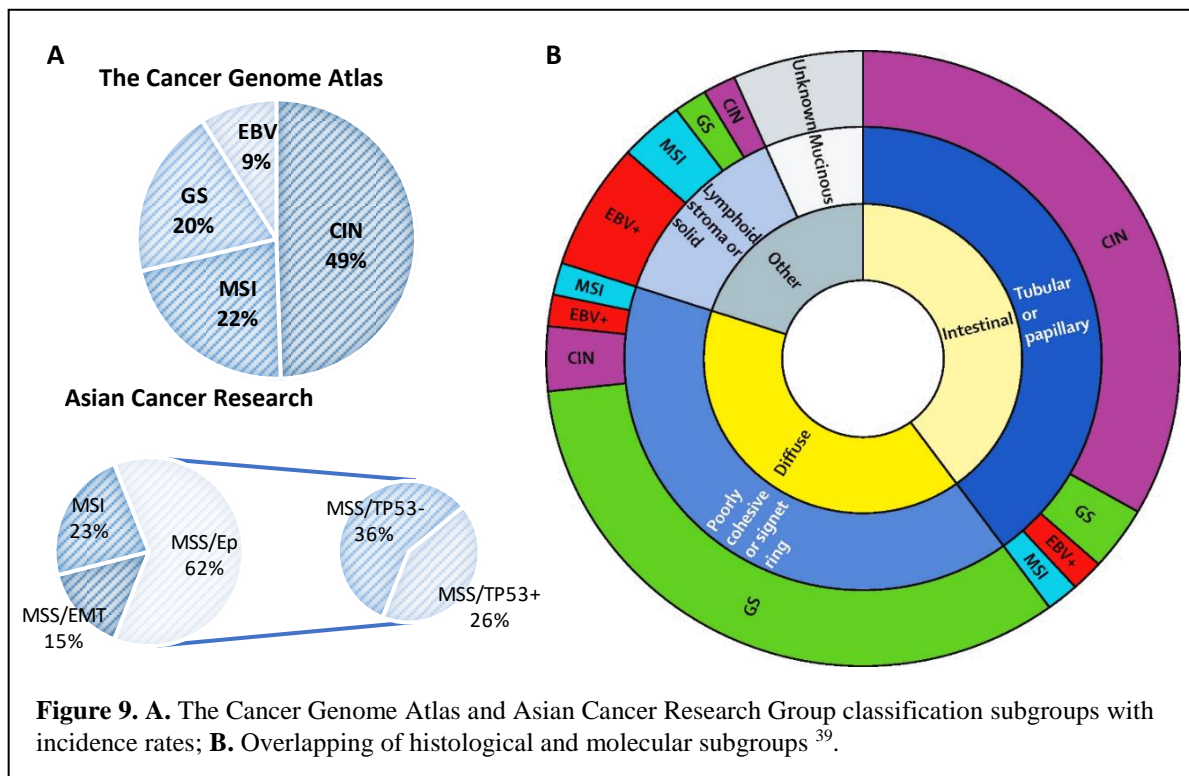 A
The Cancer Genome Atlas
EBV
9%
GS
20%
CIN
49%
MSI
22%
Asian Cancer Research
MSI
23%
MSS/Ep
62%
MSS/EMT
15%
MSS/TP53-
36%
MSS/TP53+
26%
B
Unknown
Mucinous
CIN
GS
MSI
EBV+
MSI
EBV+
CIN
GS
Lymphoid
stroma or
solid
Other
Intestinal
Tubular
or
papillary
CIN
Diffuse
Poorly
cohesive
or signet
ring
GS
EBV+
MSI
Figure 9. A. The Cancer Genome Atlas and Asian Cancer Research Group classification subgroups with
incidence rates; B. Overlapping of histological and molecular subgroups 39.